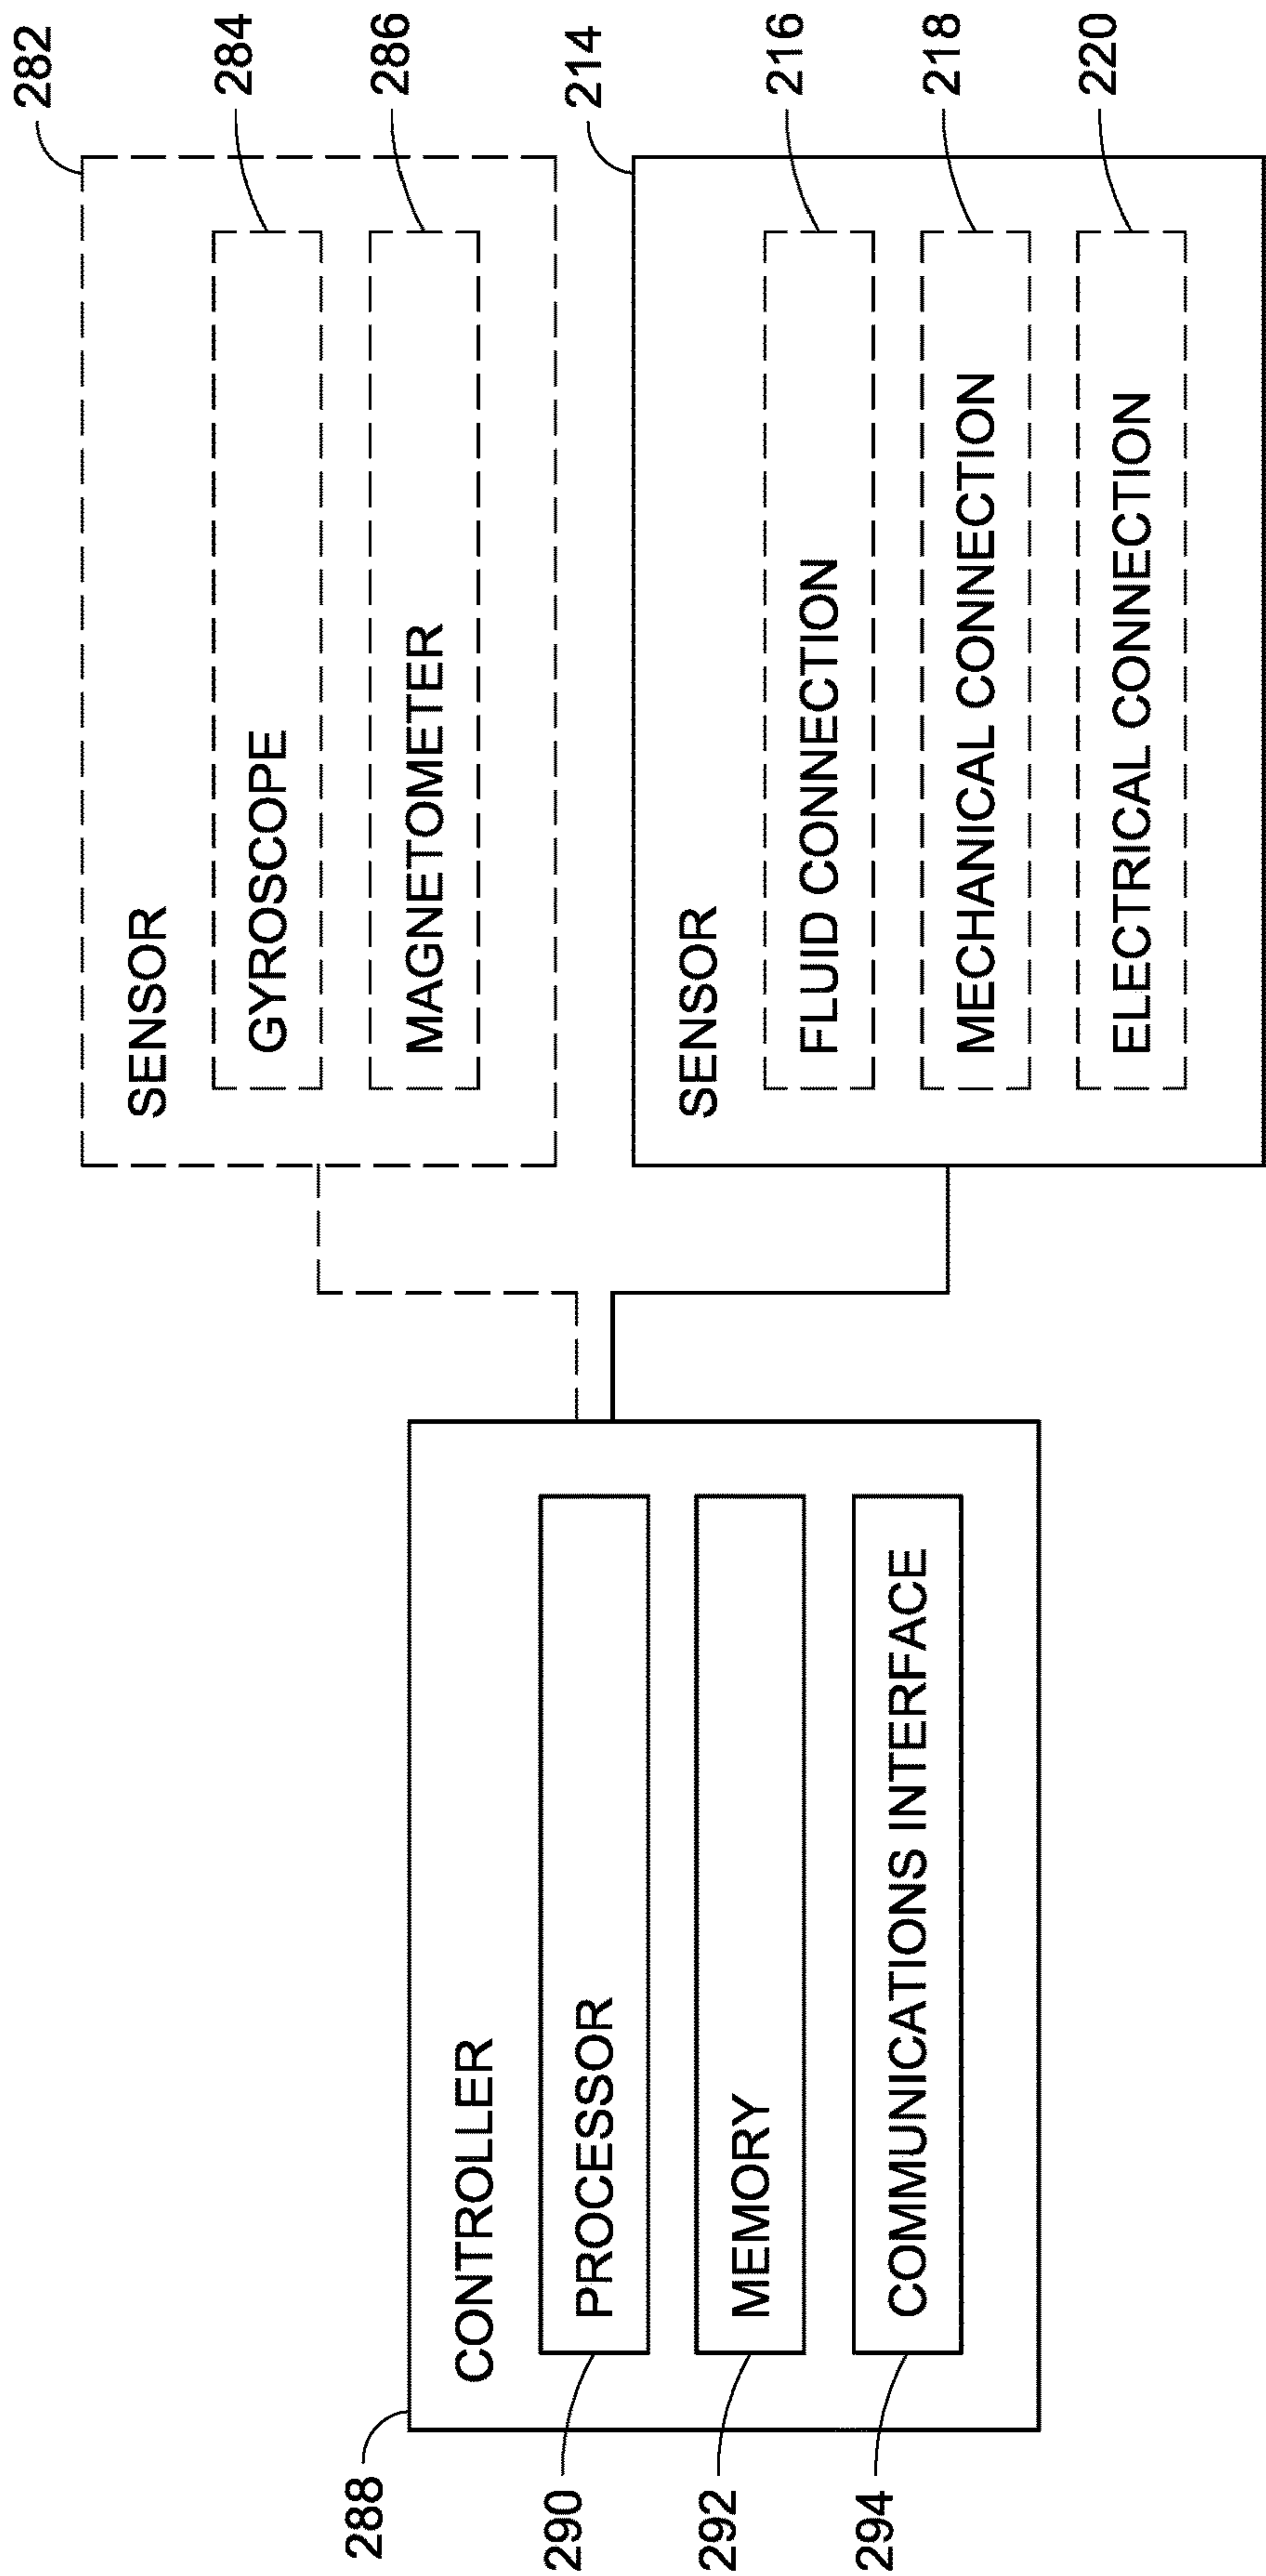 288
CONTROLLER
290
PROCESSOR
292
MEMORY
294
COMMUNICATIONS INTERFACE
282
SENSOR
284
GYROSCOPE
286
MAGNETOMETER
214
SENSOR
216
FLUID CONNECTION
218
MECHANICAL CONNECTION
220
ELECTRICAL CONNECTION